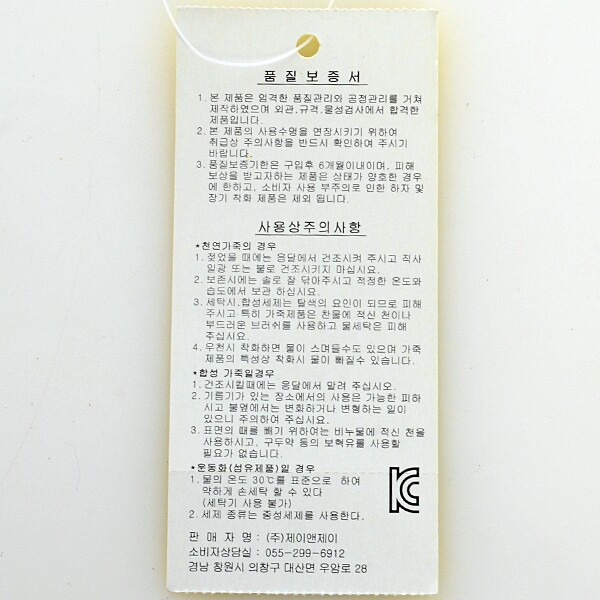 품 질 보 증 서
1. 본 제품은 엄격한 품질관리와 공정관리를 거쳐
제작하였으며 외관,규격,물성검사에서 합격한
제품입니다.
2. 본 제품의 사용수명을 연장시키기 위하여
취급상 주의사항을 반드시 확인하여 주시기
바랍니다.
3. 품질보증기한은 구입후 6개월이내이며, 피해
보상을 받고자하는 제품은 상태가 양호한 경우
에 한하고, 소비자 사용 부주의로 인한 하자 및
장기 착화 제품은 제외 됩니다.
사용상주의사항
*천연가죽의 경우
1. 젖었을 때에는 응달에서 건조시켜 주시고 직사
일광 또는 물로 건조시키지 마십시요.
2. 보존시에는 솔로 잘 닦아주시고 적정한 온도와
습도에서 보관 하십시요.
3. 세탁시,합성세제는 탈색의 요인이 되므로 피해
주시고 특히 가죽제품은 찬물에 적신 천이나
부드러운 브러쉬를 사용하고 물세탁은 피해
주십시요.
4. 우천시 착화하면 물이 스며들수도 있으며 가죽
제품의 특성상 착화시 물이 빠질수 있습니다.
*합성 가죽일경우
1. 건조시킬때에는 응달에서 말려 주십시오.
2. 기름기가 있는 장소에서의 사용은 가능한 피하
시고 불옆에서는 변화하거나 변형하는 일이
있으니 주의하여 주십시요.
3. 표면의 때를 빼기 위하여는 비눗물에 적신 천을
사용하시고, 구두약 등의 보혁유를 사용할
필요가 없습니다.
*운동화(섬유제품)일 경우
1. 물의 온도 30℃를 표준으로 하여
약하게 손세탁 할 수 있다
(세탁기 사용 불가)
2. 세제 종류는 중성세제를 사용한다.
판 매 자 명 : (주)제이앤제이
소비자상담실 : 055-299-6912
경남 창원시 의창구 대산면 우암로 28